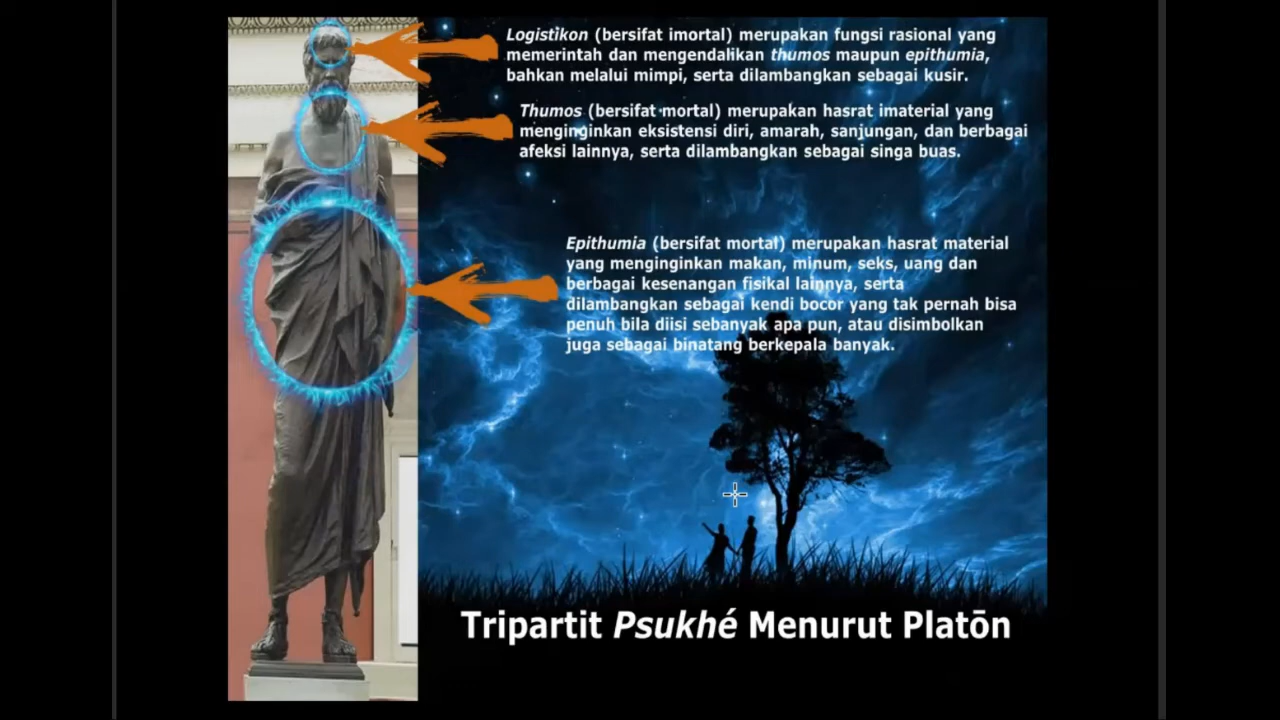 Logistikon (bersifat imortal) merupakan fungsi rasional yang
memerintah dan mengendalikan thumos maupun epithumia,
bahkan melalui mimpi, serta dilambangkan sebagai kusir.
Thumos (bersifat mortal) merupakan hasrat imaterial yang
menginginkan eksistensi diri, amarah, sanjungan, dan berbagai
afeksi lainnya, serta dilambangkan sebagai singa buas.
Epithumia (bersifat mortal) merupakan hasrat material
yang menginginkan makan, minum, seks, uang dan
berbagai kesenangan fisikal lainnya, serta
dilambangkan sebagai kendi bocor yang tak pernah bisa
penuh bila diisi sebanyak apa pun, atau disimbolkan
juga sebagai binatang berkepala banyak.
Tripartit Psukhé Menurut Platōn